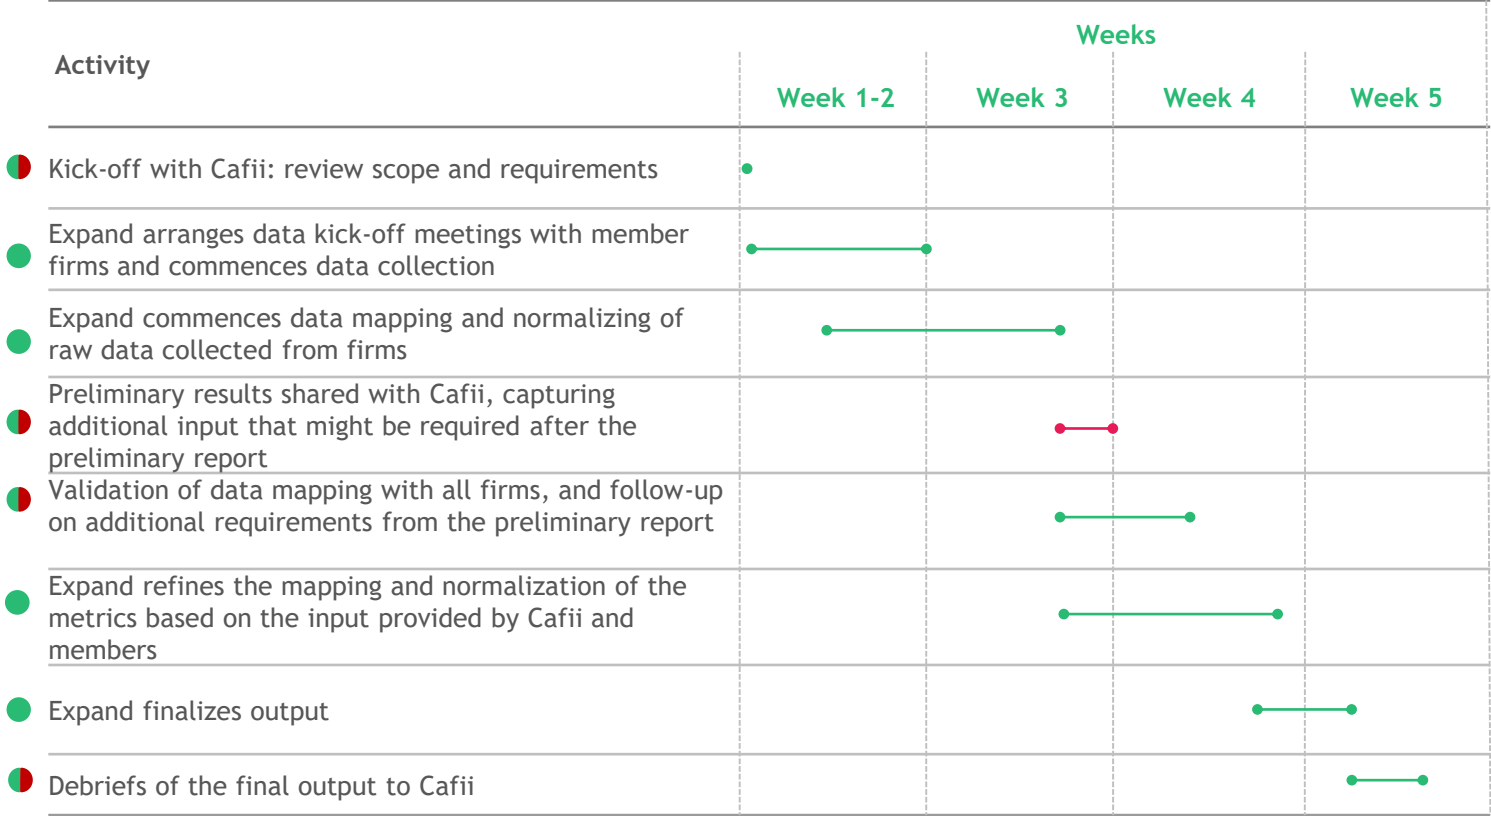 Weeks
Activity
Week 1-2
Week 3
Week 4
Week 5
Kick-off with Cafii: review scope and requirements
Expand arranges data kick-off meetings with member
firms and commences data collection
Expand commences data mapping and normalizing of
raw data collected from firms
Preliminary results shared with Cafii, capturing
additional input that might be required after the
preliminary report
Validation of data mapping with all firms, and follow-up
on additional requirements from the preliminary report
Expand refines the mapping and normalization of the
metrics based on the input provided by Cafii and
members
Expand finalizes output
Debriefs of the final output to Cafii